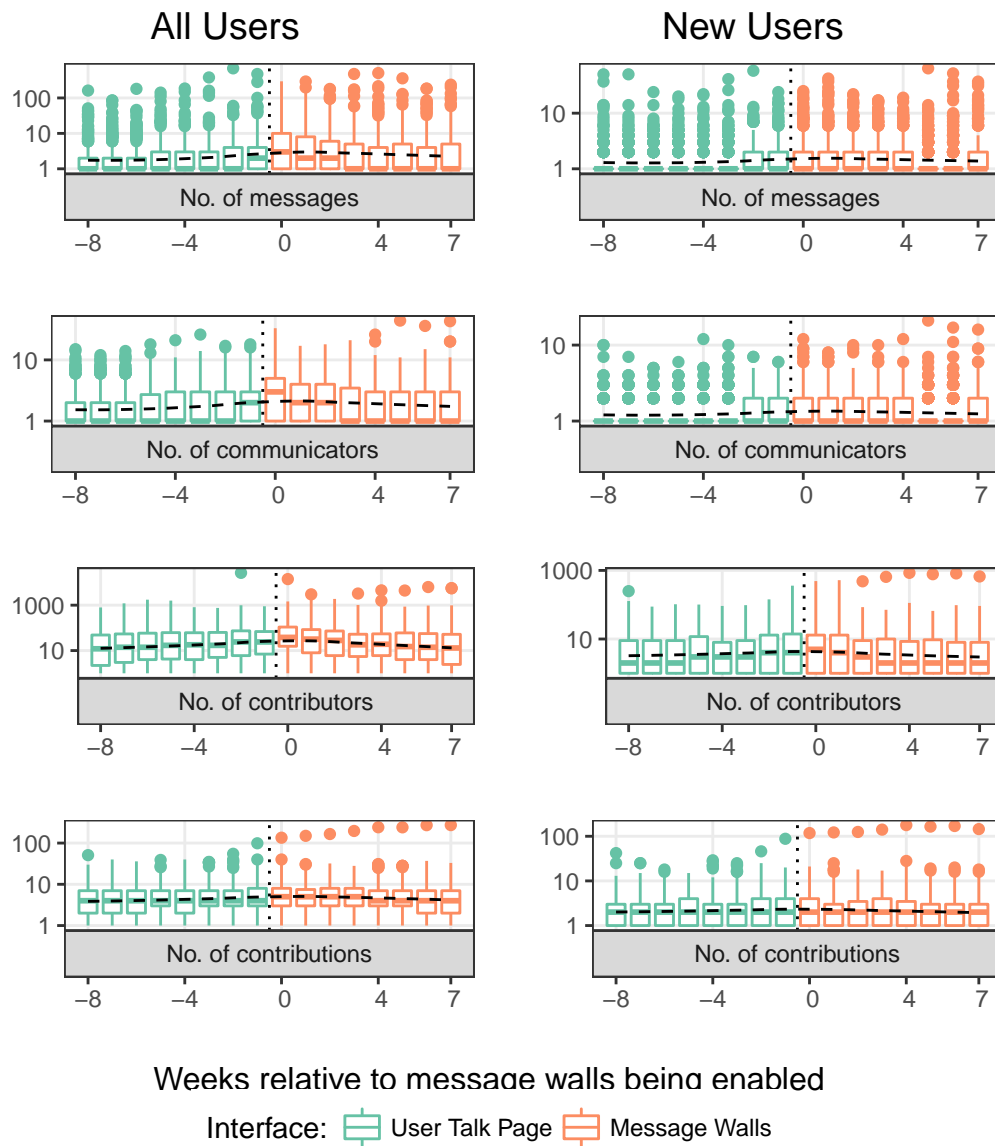 All Users New Users
100
10
1
10
1
No. of messages No. of messages
−8 −4 0 4 7 −8 −4 0 4 7
10
1
10
1
No. of communicators No. of communicators
−8 −4 0 4 7 −8 −4 0 4 7
1000
10
1000
10
No. of contributors No. of contributors
−8 −4 0 4 7 −8 −4 0 4 7
100
10
1
100
10
1
No. of contributions No. of contributions
−8 −4 0 4 7 −8 −4 0 4 7
Weeks relative to message walls being enabled
Interface: User Talk Page Message Walls